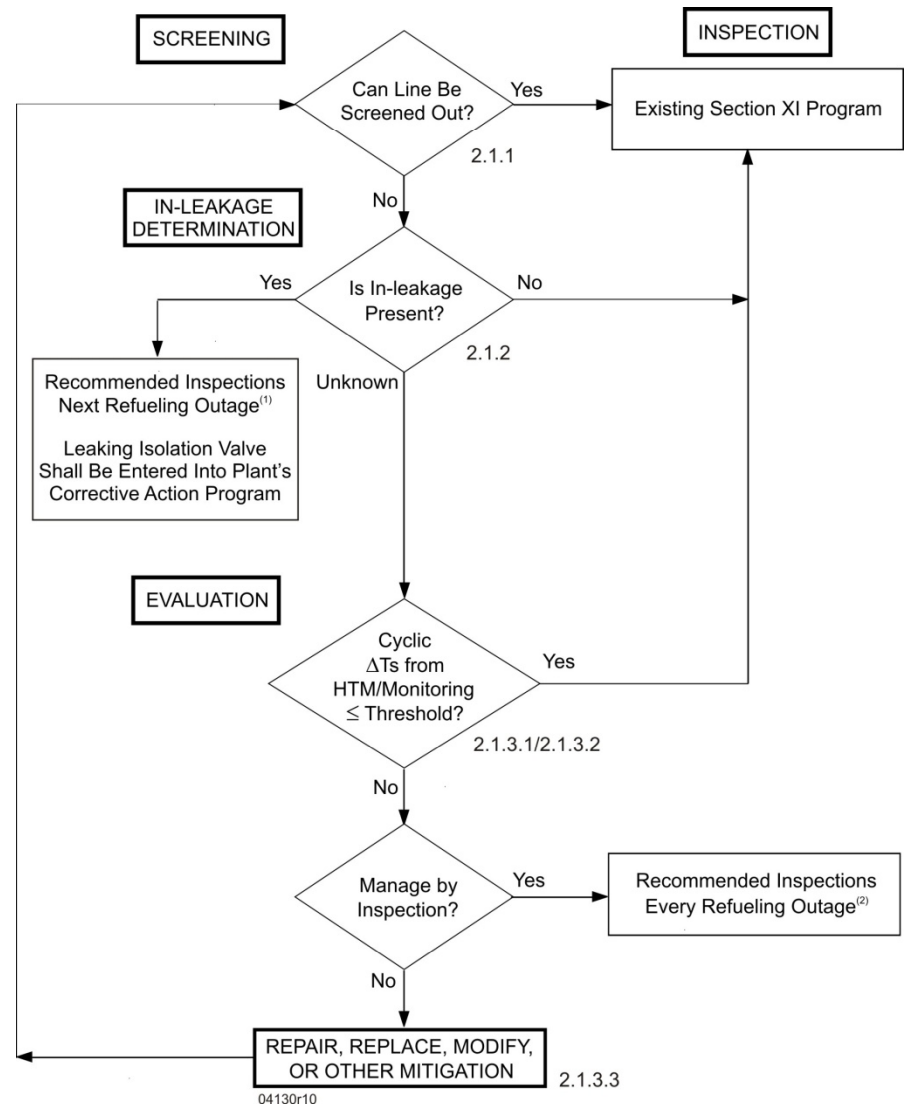 SCREENING
INSPECTION
Can Line Be
Screened Out?
Yes
Existing Section XI Program
2.1.1
No
IN-LEAKAGE
DETERMINATION
Yes
Is In-leakage
Present?
No
2.1.2
Unknown
Recommended Inspections
Next Refueling Outage(1)
Leaking Isolation Valve
Shall Be Entered Into Plant's
Corrective Action Program
EVALUATION
Cyclic
ΔTs from
HTM/Monitoring
≤ Threshold?
Yes
2.1.3.1/2.1.3.2
No
Manage by
Inspection?
Yes
Recommended Inspections
Every Refueling Outage(2)
No
REPAIR, REPLACE, MODIFY,
OR OTHER MITIGATION
2.1.3.3
04130r10